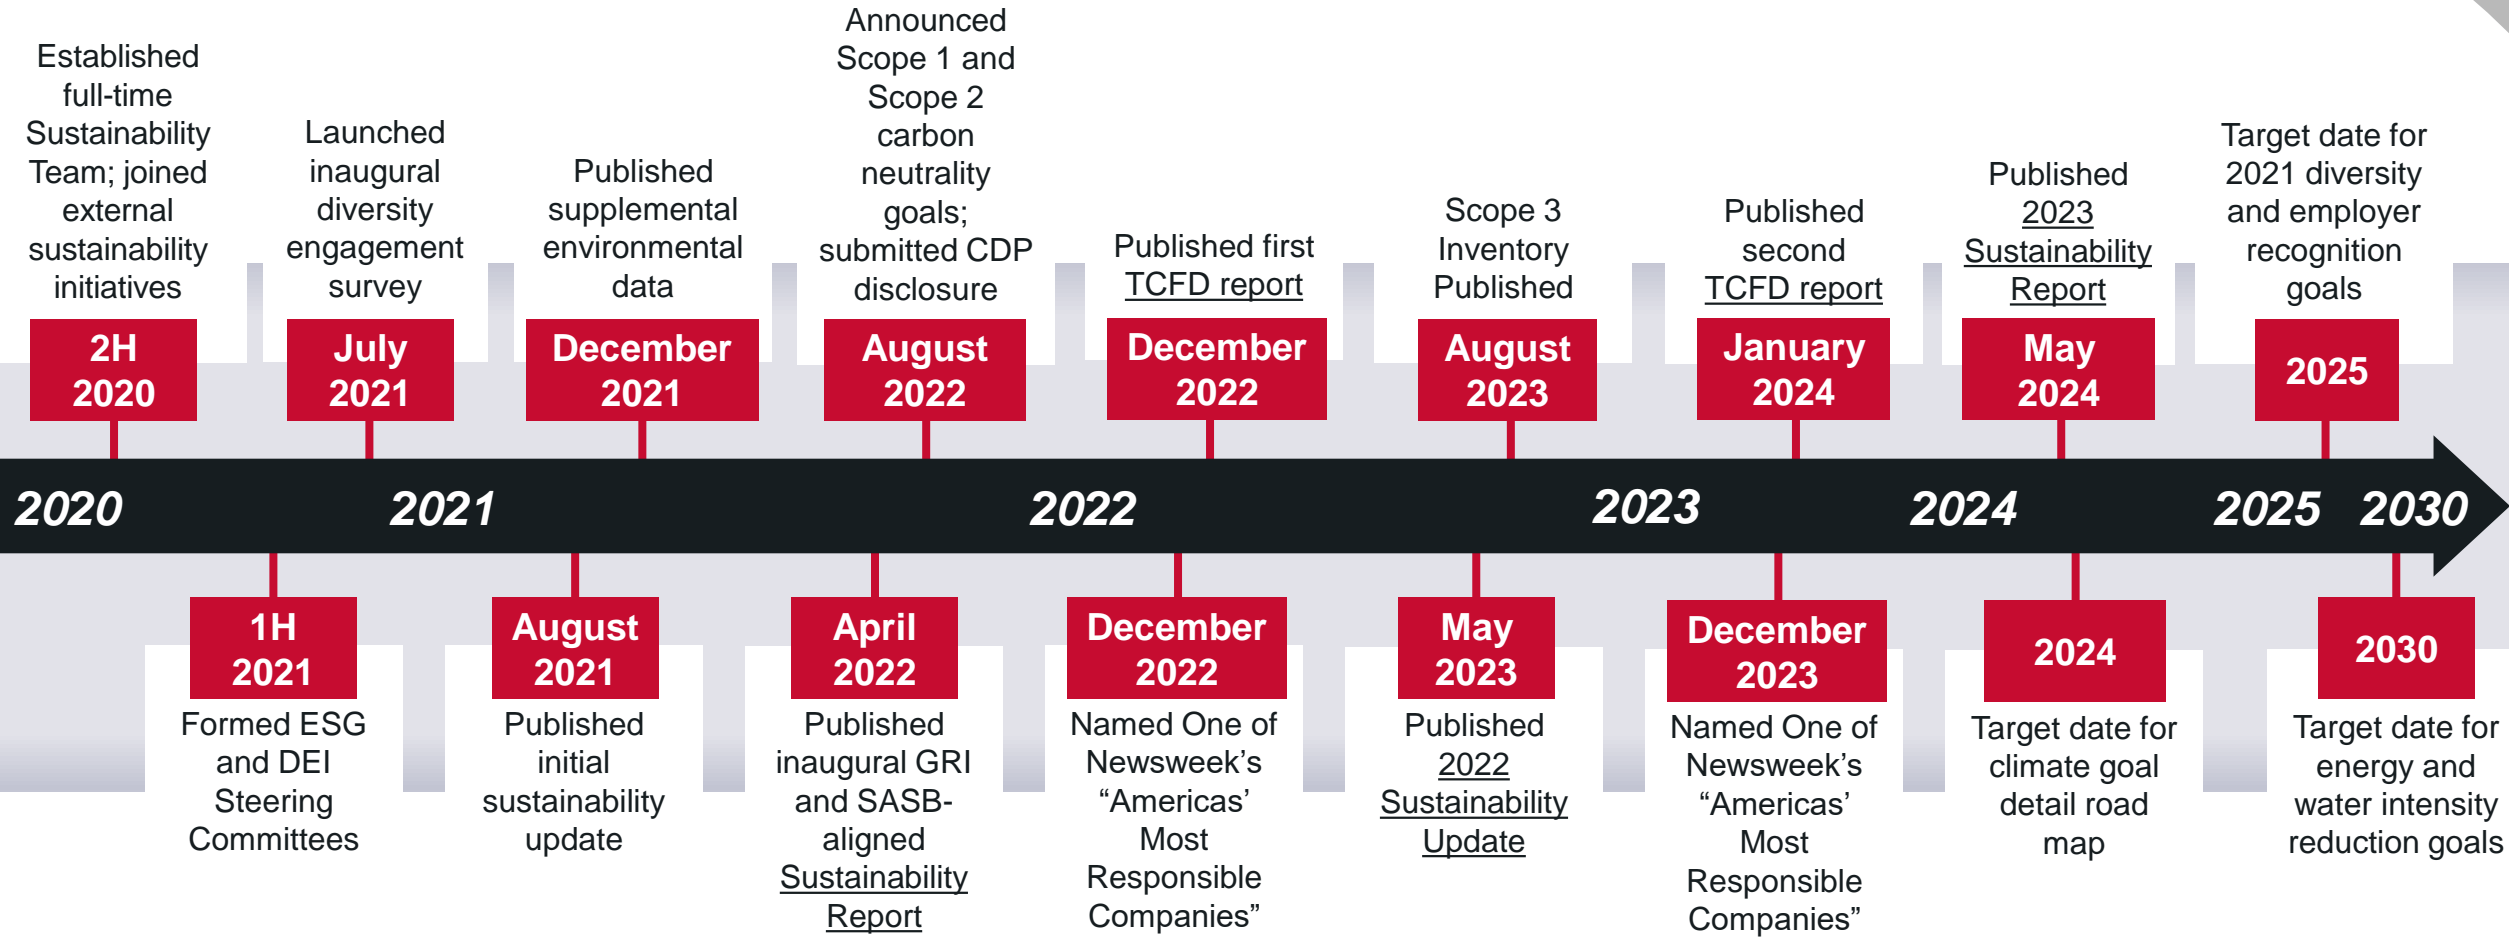 Established
full-time
Sustainability
Team; joined
external
sustainability
initiatives
2H
2020
Launched
inaugural
diversity
engagement
survey
July
2021
Published
supplemental
environmental
data
December
2021
Announced
Scope 1 and
Scope 2
carbon
neutrality
goals;
submitted CDP
disclosure
August
2022
Published first
TCFD report
December
2022
Scope 3
Inventory
Published
August
2023
Published
second
TCFD report
January
2024
Published
2023
Sustainability
Report
May
2024
Target date for
2021 diversity
and employer
recognition
goals
2025
2020 2021 2022 2023 2024 2025 2030
1H
2021
Formed ESG
and DEI
Steering
Committees
August
2021
Published
initial
sustainability
update
April
2022
Published
inaugural GRI
and SASB-
aligned
Sustainability
Report
December
2022
Named One of
Newsweek’s
“Americas’
Most
Responsible
Companies”
May
2023
Published
2022
Sustainability
Update
December
2023
Named One of
Newsweek’s
“Americas’
Most
Responsible
Companies”
2024
Target date for
climate goal
detail road
map
2030
Target date for
energy and
water intensity
reduction goals